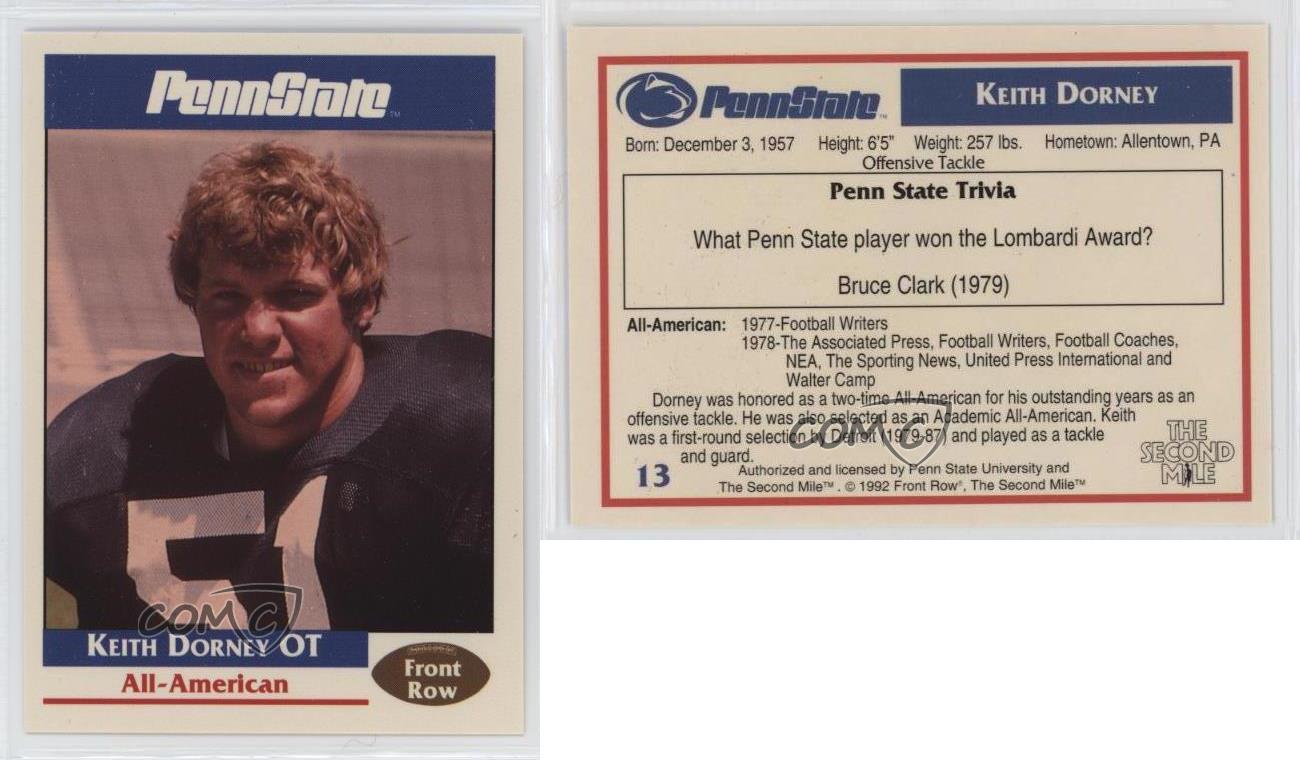 PennState™
51
COMC
KEITH DORNEY OT
All-American
Front
Row
PennState™
KEITH DORNEY
Born: December 3, 1957 Height: 6'5" Weight: 257 lbs. Hometown: Allentown, PA
Offensive Tackle
Penn State Trivia
What Penn State player won the Lombardi Award?
Bruce Clark (1979)
All-American: 1977-Football Writers
1978-The Associated Press, Football Writers, Football Coaches,
NEA, The Sporting News, United Press International and
Walter Camp
Dorney was honored as a two-time All-American for his outstanding years as an
offensive tackle. He was also selected as an Academic All-American. Keith
was a first-round selection by Detroit (1979-87) and played as a tackle
and guard.
COMC
THE
SECOND
MILE
13
Authorized and licensed by Penn State University and
The Second Mile™. © 1992 Front Row®, The Second Mile™